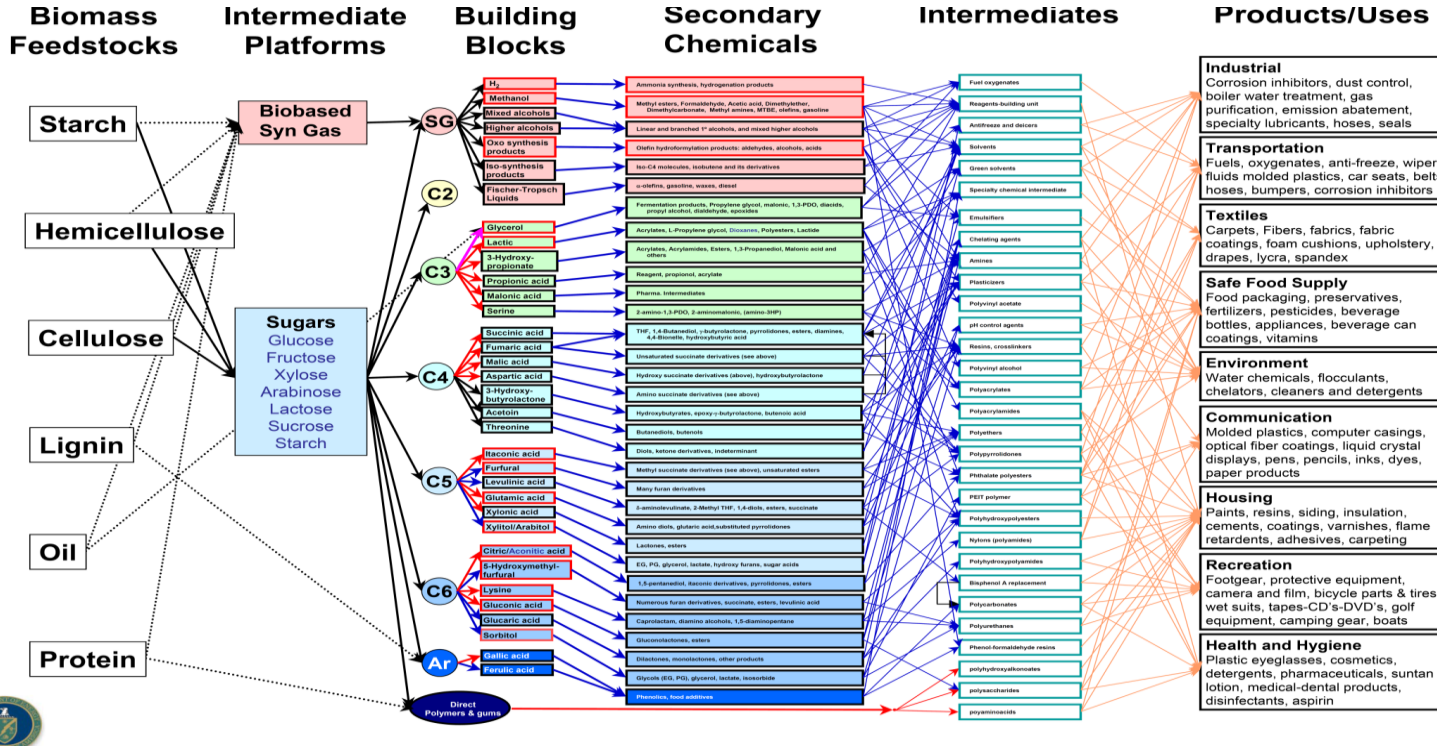 Biomass
Feedstocks
Intermediate
Platforms
Building
Blocks
Secondary
Chemicals
Intermediates
Products/Uses
Starch
Hemicellulose
Cellulose
Lignin
Oil
Protein
Biobased
Syn Gas
Sugars
Glucose
Fructose
Xylose
Arabinose
Lactose
Sucrose
Starch
SG
C2
C3
C4
C5
C6
Ar
Direct
Polymers & gums
H2
Methanol
Mixed alcohols
Higher alcohols
Oxo synthesis
products
Iso-synthesis
products
Fischer-Tropsch
Liquids
Glycerol
Lactic
3-Hydroxy-
propionate
Propionic acid
Malonic acid
Serine
Succinic acid
Fumaric acid
Malic acid
Aspartic acid
3-Hydroxy-
butyrolactone
Acetoin
Threonine
Itaconic acid
Furfural
Levulinic acid
Glutamic acid
Xylonic acid
Xylitol/Arabitol
Citric/Aconitic acid
5-Hydroxymethyl-
furfural
Lysine
Gluconic acid
Glucaric acid
Sorbitol
Gallic acid
Ferulic acid
Ammonia synthesis, hydrogenation products
Methyl esters, Formaldehyde, Acetic acid, Dimethylether,
Dimethylcarbonate, Methyl amines, MTBE, olefins, gasoline
Linear and branched 1° alcohols, and mixed higher alcohols
Olefin hydroformylation products: aldehydes, alcohols, acids
Iso-C4 molecules, isobutene and its derivatives
α-olefins, gasoline, waxes, diesel
Fermentation products, Propylene glycol, malonic, 1,3-PDO, diacids,
propyl alcohol, dialdehyde, epoxides
Acrylates, L-Propylene glycol, Dioxanes, Polyesters, Lactide
Acrylates, Acrylamides, Esters, 1,3-Propanediol, Malonic acid and
others
Reagent, propionol, acrylate
Pharma. Intermediates
2-amino-1,3-PDO, 2-aminomalonic, (amino-3HP)
THF, 1,4-Butanediol, γ-butyrolactone, pyrrolidones, esters, diamines,
4,4-Bionelle, hydroxybutyric acid
Unsaturated succinate derivatives (see above)
Hydroxy succinate derivatives (above), hydroxybutyrolactone
Amino succinate derivatives (see above)
Hydroxybutyrates, epoxy-γ-butyrolactone, butenoic acid
Butanediols, butenols
Diols, ketone derivatives, indeterminant
Methyl succinate derivatives (see above), unsaturated esters
Many furan derivatives
δ-aminolevulinate, 2-Methyl THF, 1,4-diols, esters, succinate
Amino diols, glutaric acid,substituted pyrrolidones
Lactones, esters
EG, PG, glycerol, lactate, hydroxy furans, sugar acids
1,5-pentanediol, itaconic derivatives, pyrrolidones, esters
Numerous furan derivatives, succinate, esters, levulinic acid
Caprolactam, diamino alcohols, 1,5-diaminopentane
Gluconolactones, esters
Dilactones, monolactones, other products
Glycols (EG, PG), glycerol, lactate, isosorbide
Phenolics, food additives
Fuel oxygenates
Reagents-building unit
Antifreeze and deicers
Solvents
Green solvents
Specialty chemical intermediate
Emulsifiers
Chelating agents
Amines
Plasticizers
Polyvinyl acetate
pH control agents
Resins, crosslinkers
Polyvinyl alcohol
Polyacrylates
Polyacrylamides
Polyethers
Polypyrrolidones
Phthalate polyesters
PEIT polymer
Polyhydroxypolyesters
Nylons (polyamides)
Polyhydroxypolyamides
Bisphenol A replacement
Polycarbonates
Polyurethanes
Phenol-formaldehyde resins
polyhydroxyalkonoates
polysaccharides
poyaminoacids
Industrial
Corrosion inhibitors, dust control,
boiler water treatment, gas
purification, emission abatement,
specialty lubricants, hoses, seals
Transportation
Fuels, oxygenates, anti-freeze, wiper
fluids molded plastics, car seats, belts
hoses, bumpers, corrosion inhibitors
Textiles
Carpets, Fibers, fabrics, fabric
coatings, foam cushions, upholstery,
drapes, lycra, spandex
Safe Food Supply
Food packaging, preservatives,
fertilizers, pesticides, beverage
bottles, appliances, beverage can
coatings, vitamins
Environment
Water chemicals, flocculants,
chelators, cleaners and detergents
Communication
Molded plastics, computer casings,
optical fiber coatings, liquid crystal
displays, pens, pencils, inks, dyes,
paper products
Housing
Paints, resins, siding, insulation,
cements, coatings, varnishes, flame
retardents, adhesives, carpeting
Recreation
Footgear, protective equipment,
camera and film, bicycle parts & tires
wet suits, tapes-CD's-DVD's, golf
equipment, camping gear, boats
Health and Hygiene
Plastic eyeglasses, cosmetics,
detergents, pharmaceuticals, suntan
lotion, medical-dental products,
disinfectants, aspirin